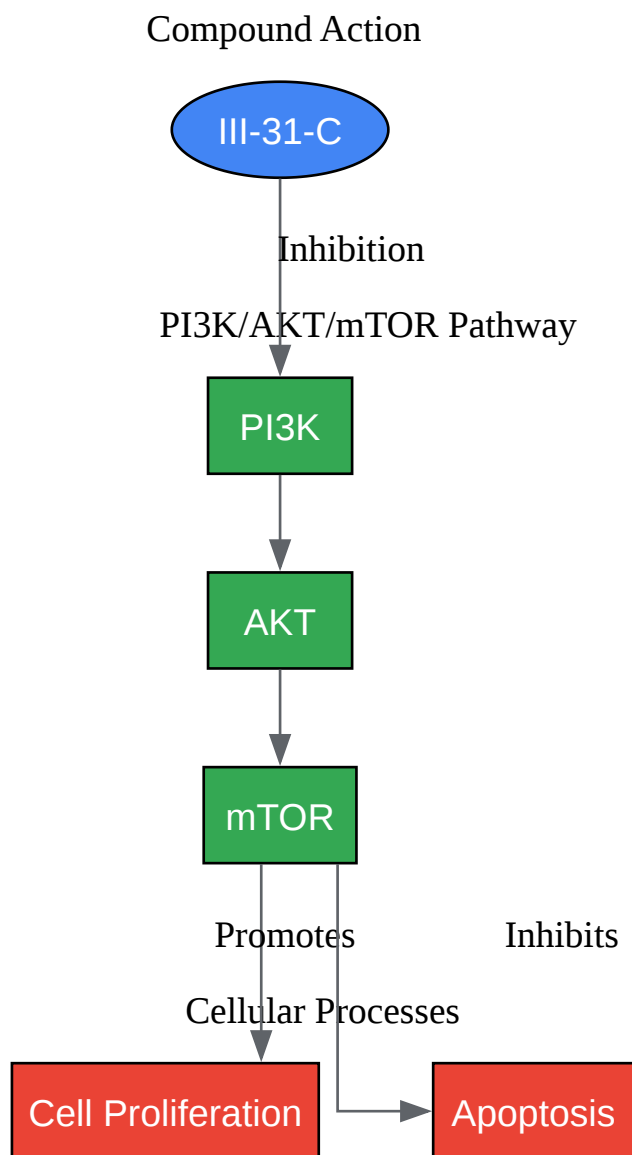 Compound Action
III-31-C
Inhibition
PI3K/AKT/mTOR Pathway
PI3K
AKT
mTOR
Promotes
Inhibits
Cellular Processes
Cell Proliferation
Apoptosis